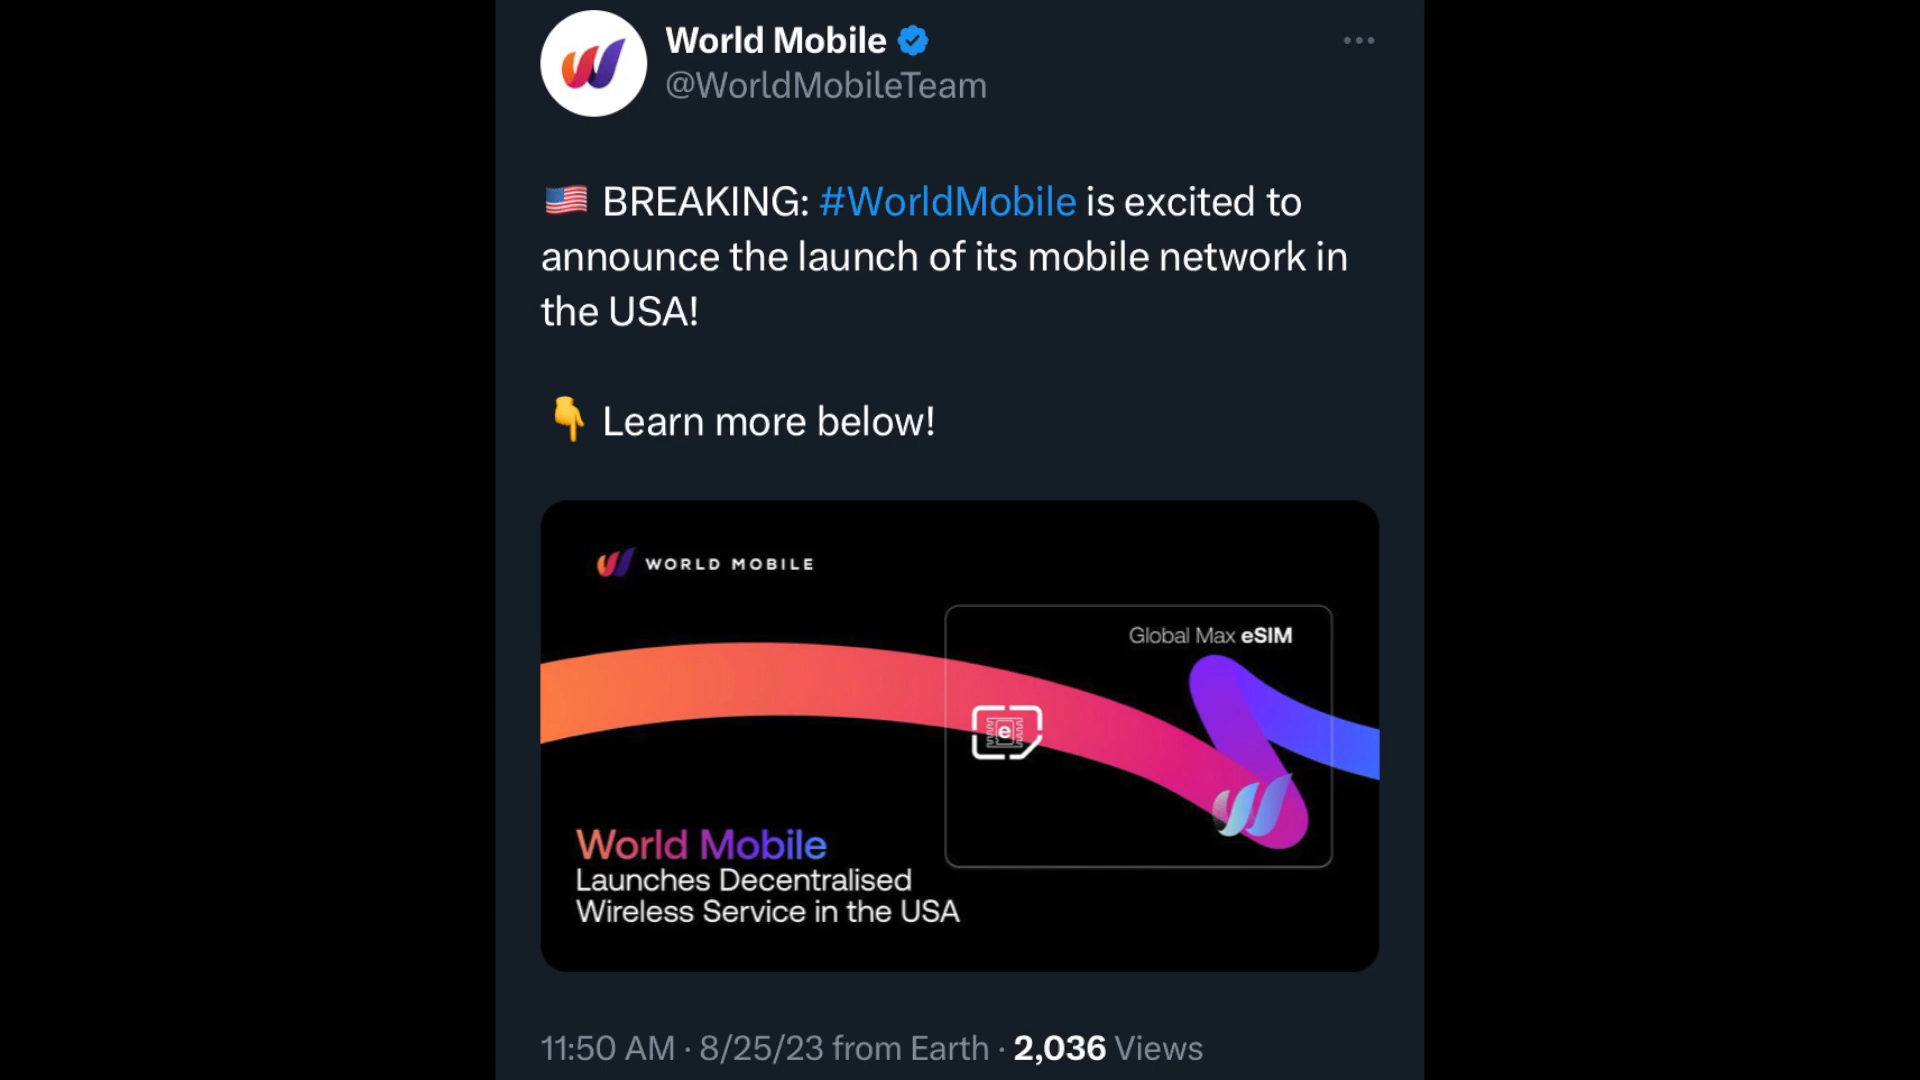 World Mobile
@WorldMobileTeam
🇺🇸 BREAKING: #WorldMobile is excited to
announce the launch of its mobile network in
the USA!
👇 Learn more below!
WORLD MOBILE
Global Max eSIM
e
World Mobile
Launches Decentralised
Wireless Service in the USA
11:50 AM · 8/25/23 from Earth · 2,036 Views